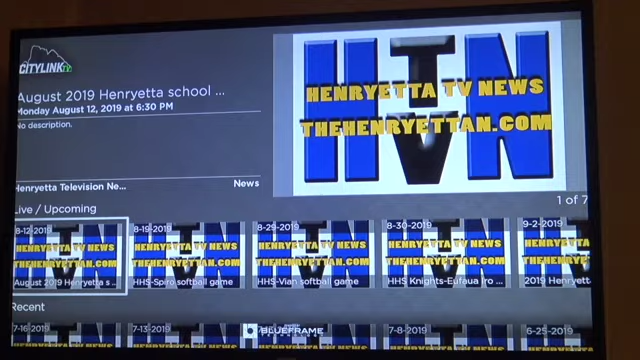 CITYLINK TV
August 2019 Henryetta school ...
Monday August 12, 2019 at 6:30 PM
No description.
Henryetta Television Ne...
News
HTVN
HENRYETTA TV NEWS
THEHENRYETTAN.COM
1 of 7
Live / Upcoming
8-12-2019
HENRYETTA TV NEWS
THEHENRYETTAN.COM
August 2019 Henryetta s...
8-19-2019
HENRYETTA TV NEWS
THEHENRYETTAN.COM
HHS-Spiro softball game
8-29-2019
HENRYETTA TV NEWS
THEHENRYETTAN.COM
HHS-Vian softball game
8-30-2019
HENRYETTA TV NEWS
THEHENRYETTAN.COM
HHS Knights-Eufaula Iro...
9-2-2019
HENRYETTA TV
THEHENRYETTA
2019 Henryett
Recent
7-16-2019
7-13-2019
BLUEFRAME
7-8-2019
6-25-2019